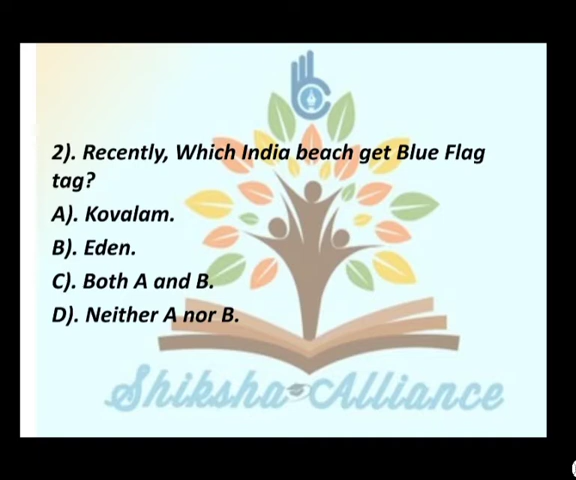 2). Recently, Which India beach get Blue Flag
tag?
A). Kovalam.
B). Eden.
C). Both A and B.
D). Neither A nor B.
Shiksha Alliance